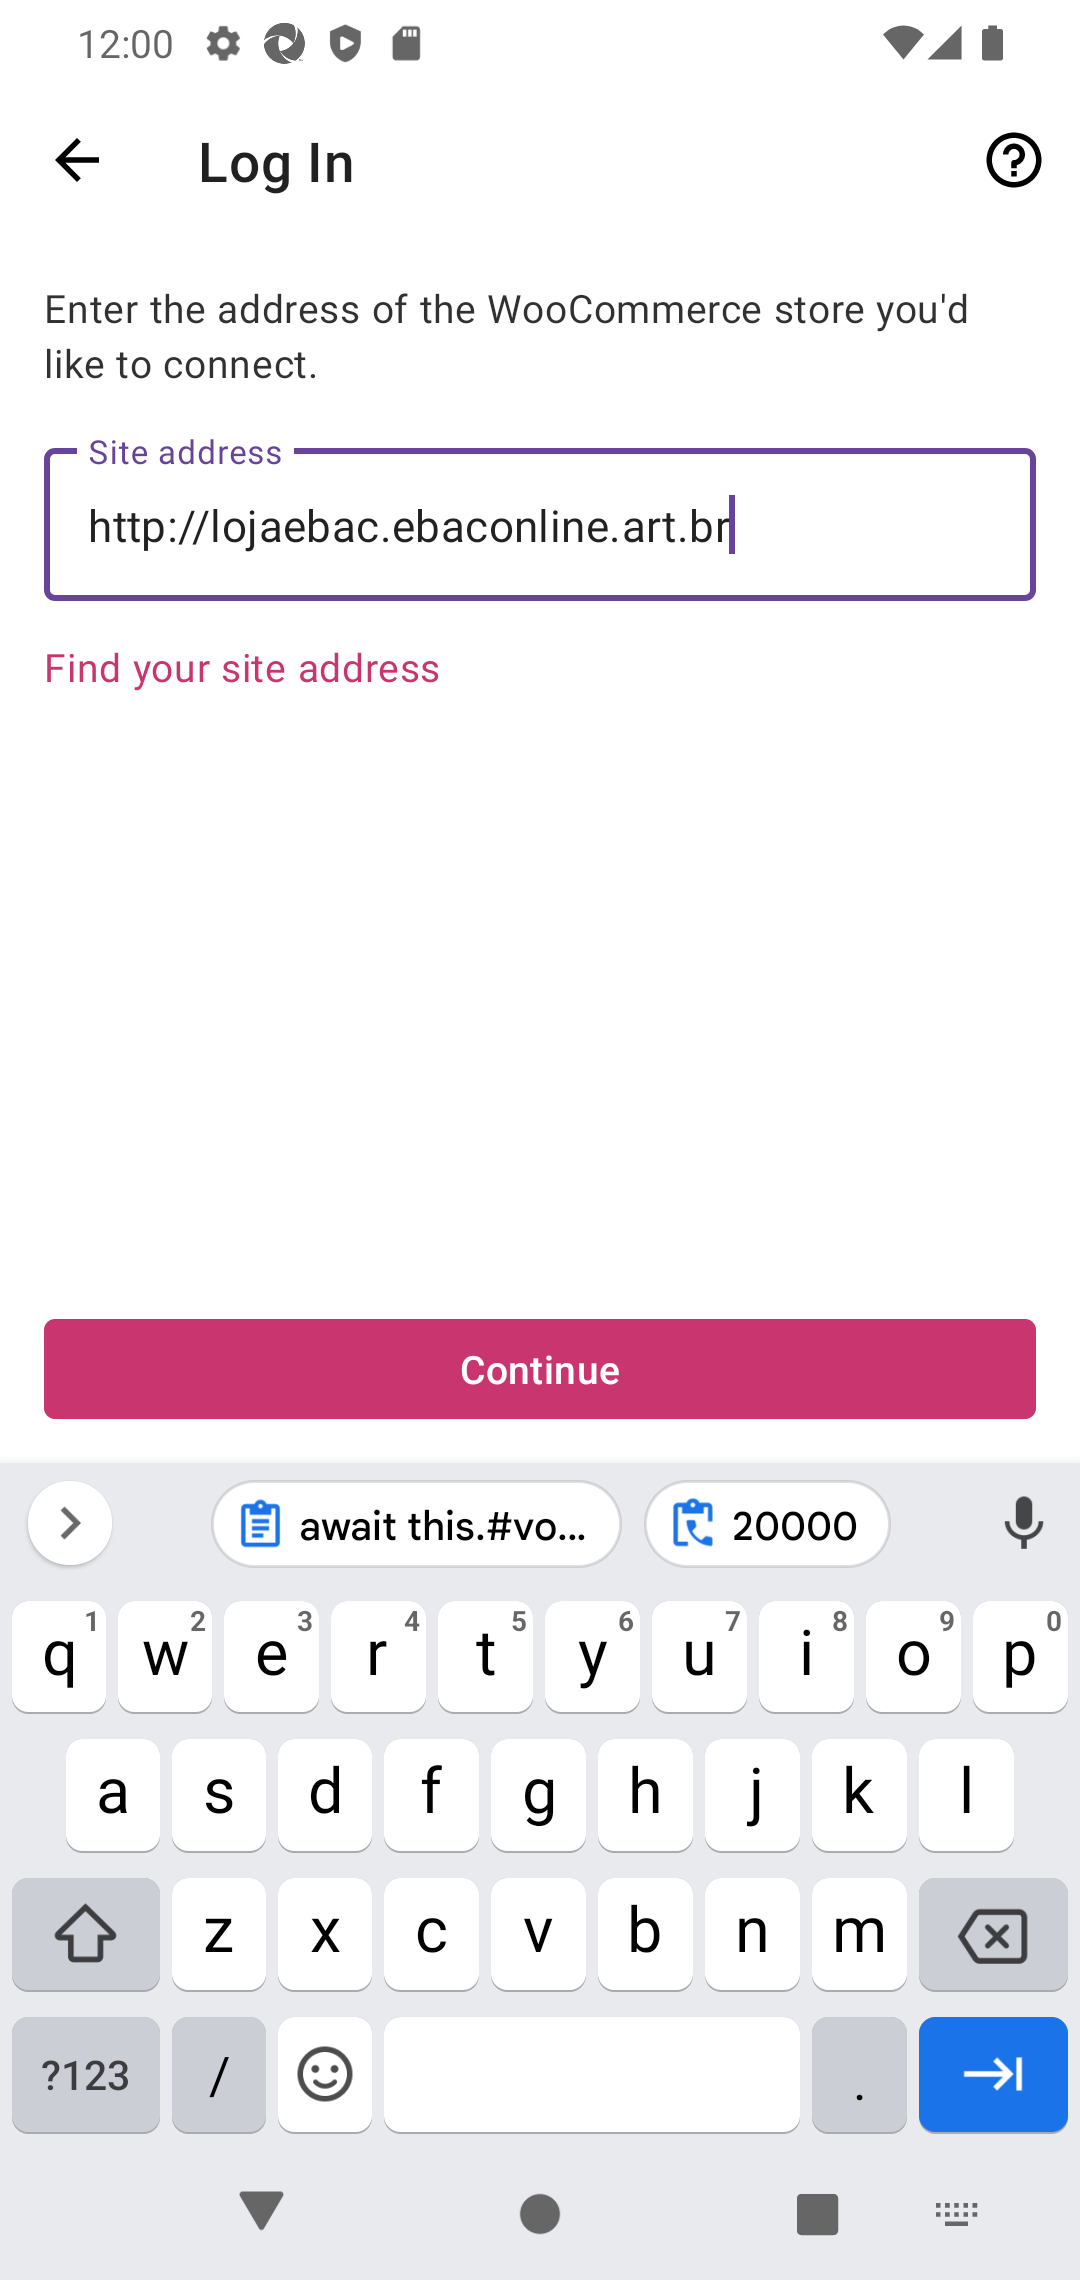 12:00
Log In
Enter the address of the WooCommerce store you'd
like to connect.
Site address
http://lojaebac.ebaconline.art.br
Find your site address
Continue
await this.#vo... 20000
q 1 w 2 e 3 r 4 t 5 y 6 u 7 i 8 o 9 p 0
a s d f g h j k l
z x c v b n m
?123 / .